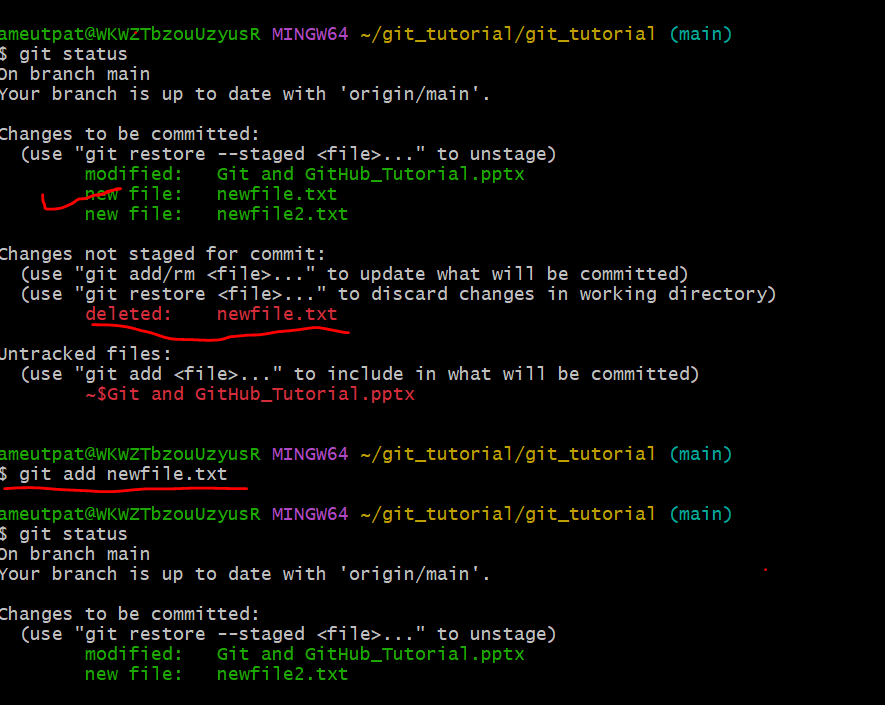 ameutpat@WKWZTbzouUzyusR MINGW64 ~/git_tutorial/git_tutorial (main)
$ git status
On branch main
Your branch is up to date with 'origin/main'.
Changes to be committed:
(use "git restore --staged <file>..." to unstage)
modified: Git and GitHub_Tutorial.pptx
new file: newfile.txt
new file: newfile2.txt
Changes not staged for commit:
(use "git add/rm <file>..." to update what will be committed)
(use "git restore <file>..." to discard changes in working directory)
deleted: newfile.txt
Untracked files:
(use "git add <file>..." to include in what will be committed)
~$Git and GitHub_Tutorial.pptx
ameutpat@WKWZTbzouUzyusR MINGW64 ~/git_tutorial/git_tutorial (main)
$ git add newfile.txt
ameutpat@WKWZTbzouUzyusR MINGW64 ~/git_tutorial/git_tutorial (main)
$ git status
On branch main
Your branch is up to date with 'origin/main'.
Changes to be committed:
(use "git restore --staged <file>..." to unstage)
modified: Git and GitHub_Tutorial.pptx
new file: newfile2.txt